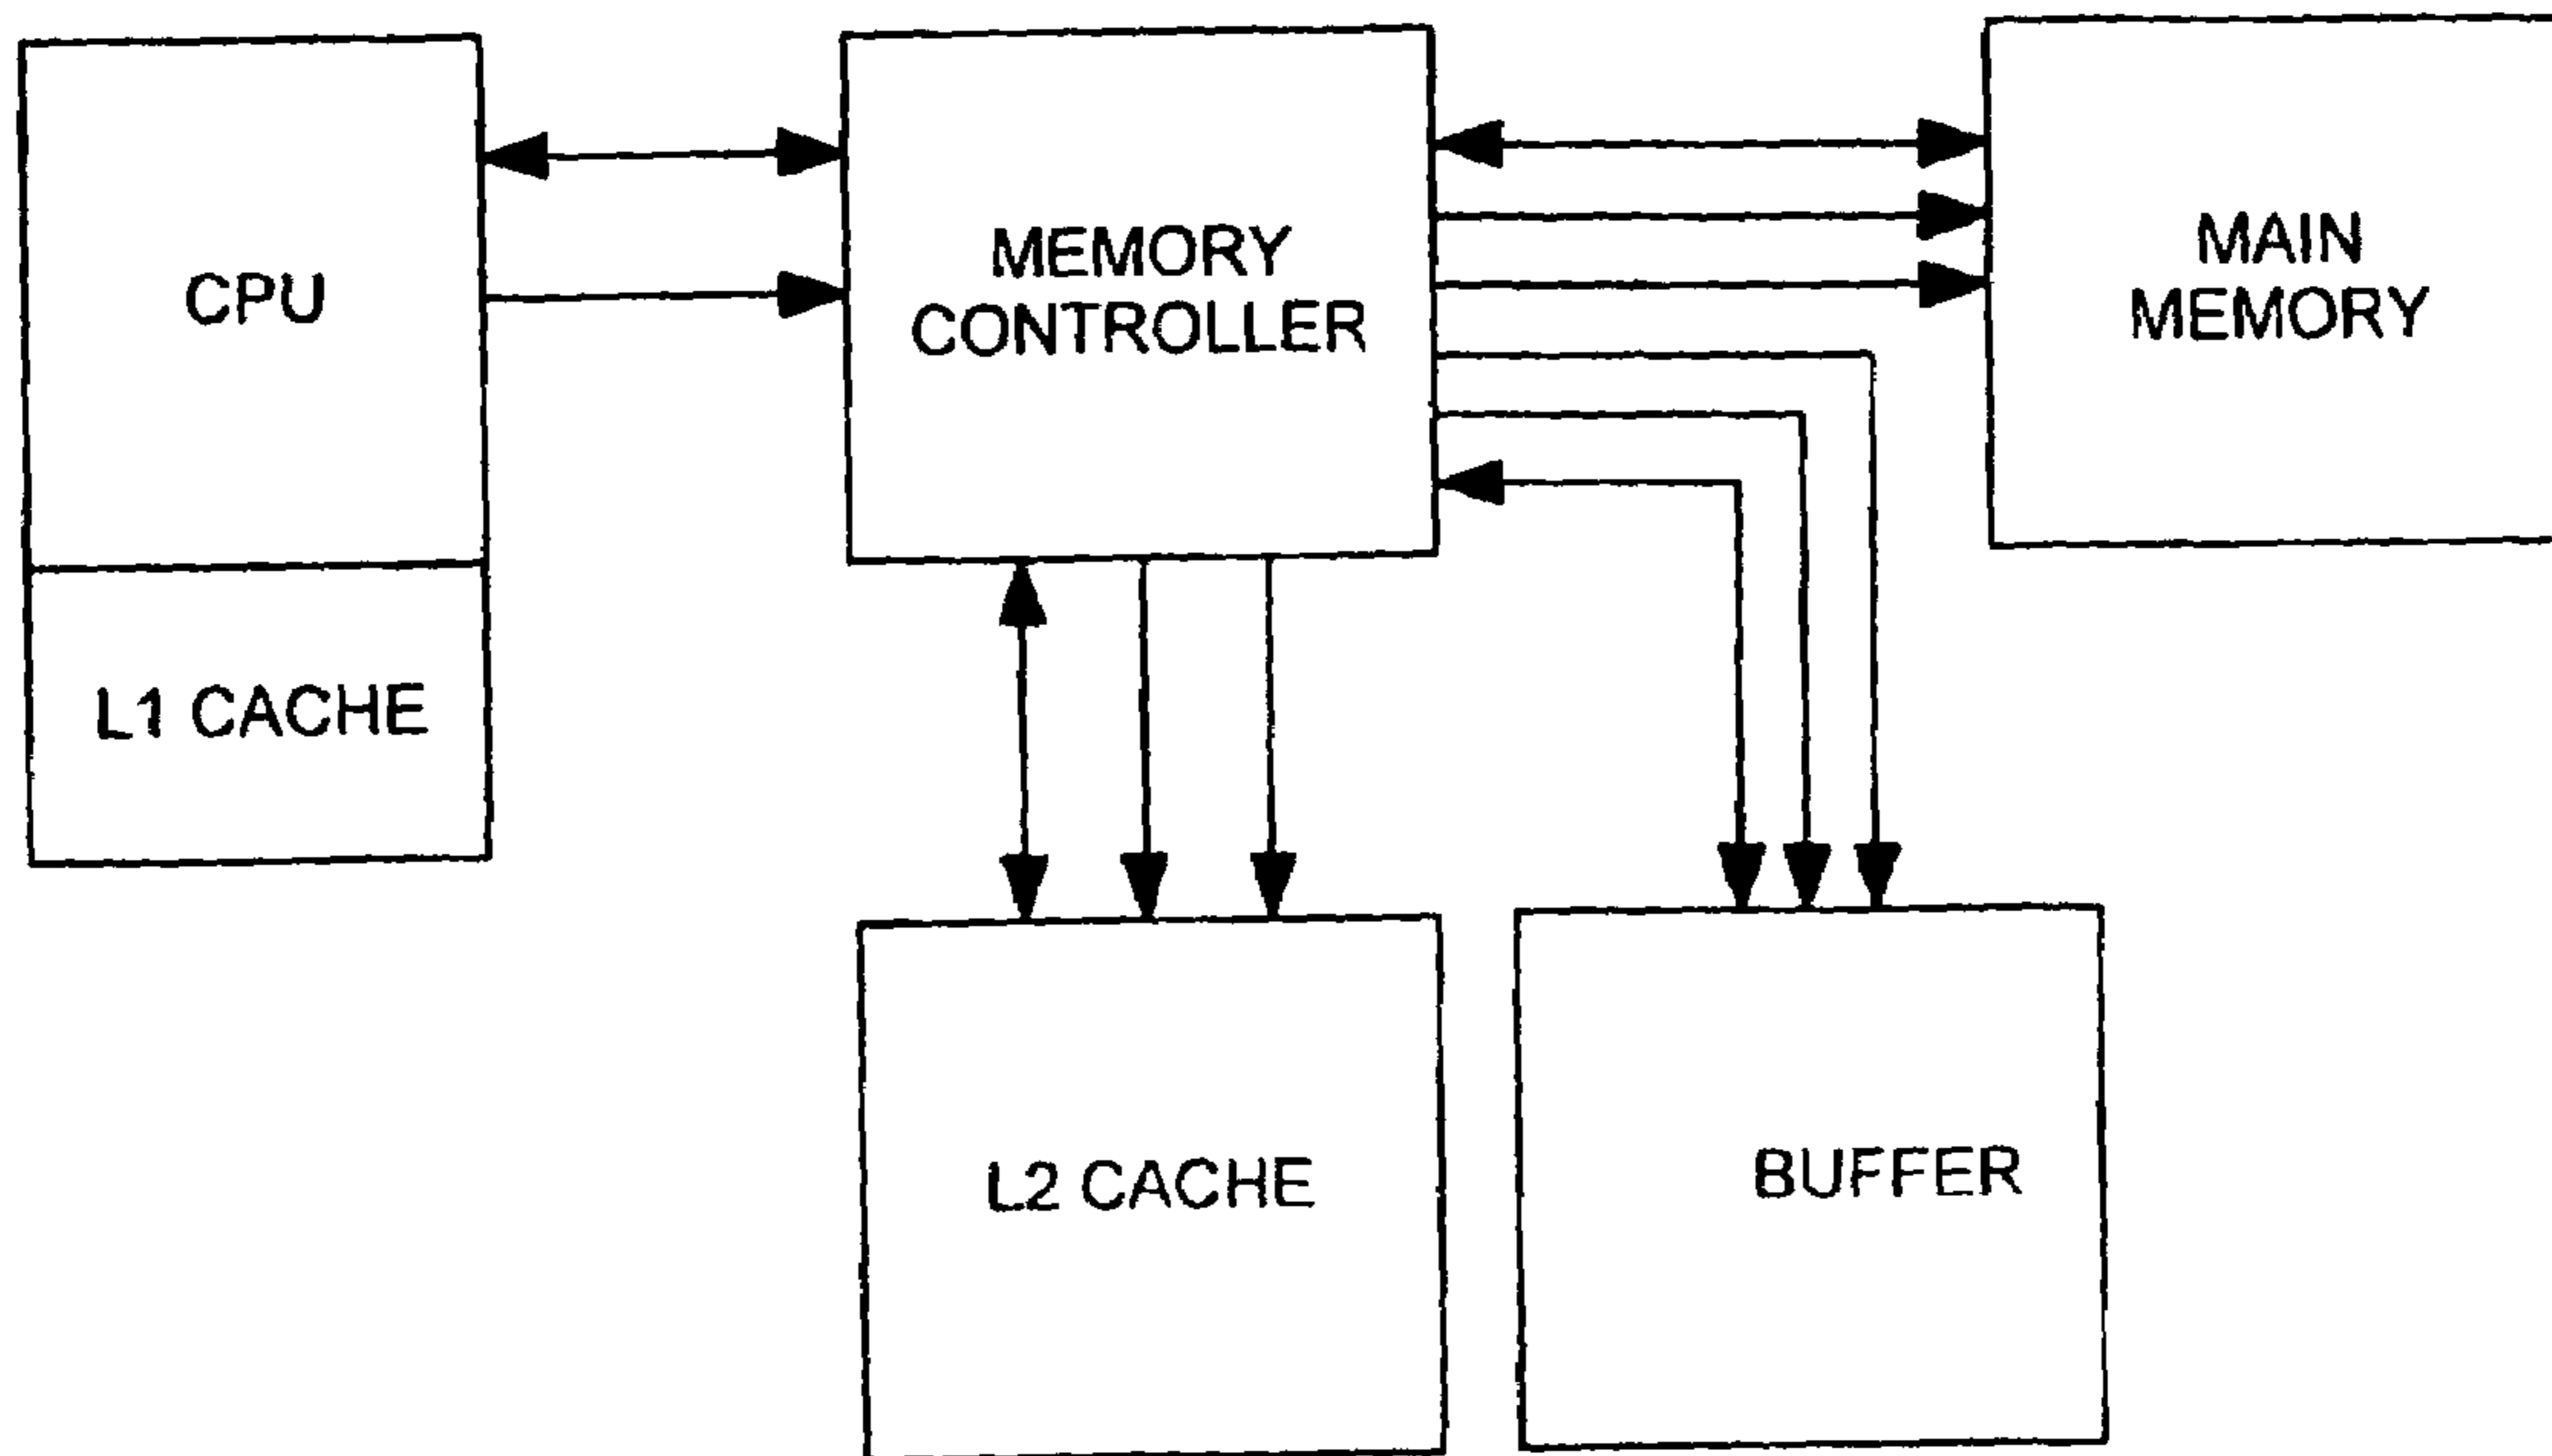 CPU
MEMORY
CONTROLLER
MAIN
MEMORY
L1 CACHE
L2 CACHE
BUFFER